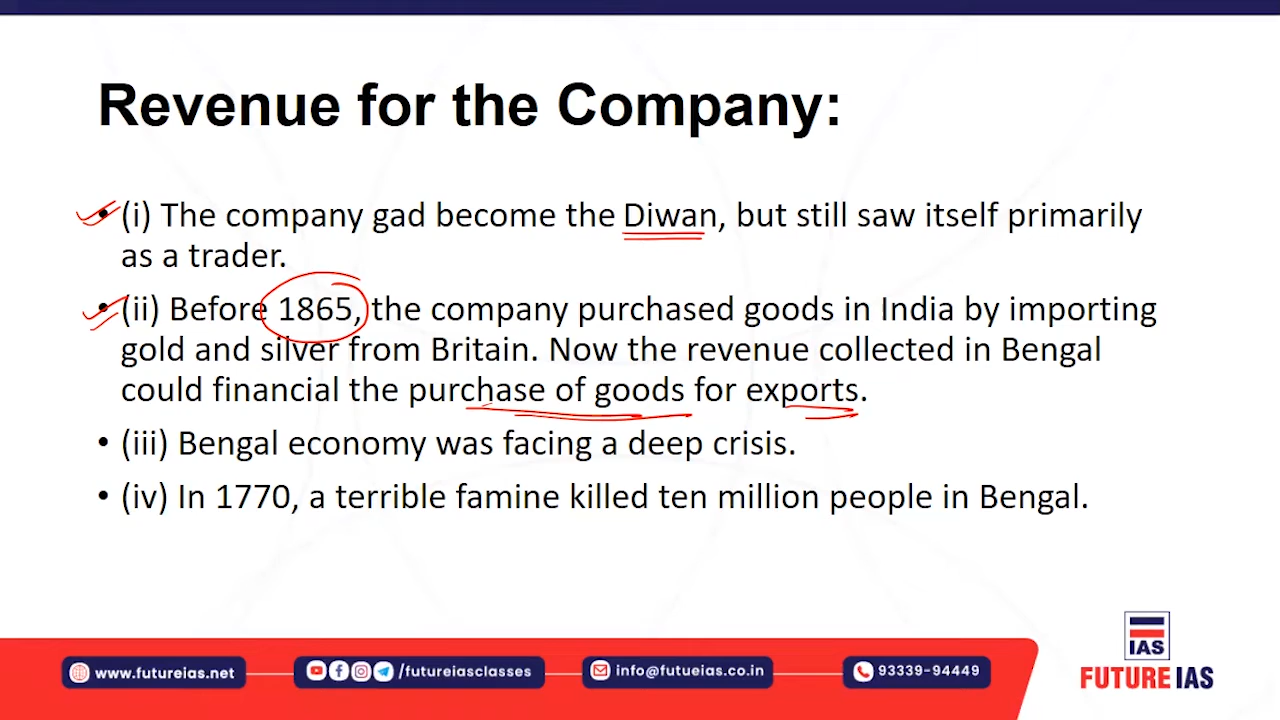 Revenue for the Company:
• (i) The company gad become the Diwan, but still saw itself primarily
as a trader.
• (ii) Before 1865, the company purchased goods in India by importing
gold and silver from Britain. Now the revenue collected in Bengal
could financial the purchase of goods for exports.
• (iii) Bengal economy was facing a deep crisis.
• (iv) In 1770, a terrible famine killed ten million people in Bengal.
IAS
www.futureias.net
/futureiasclasses
info@futueias.co.in
93339-94449
FUTURE IAS